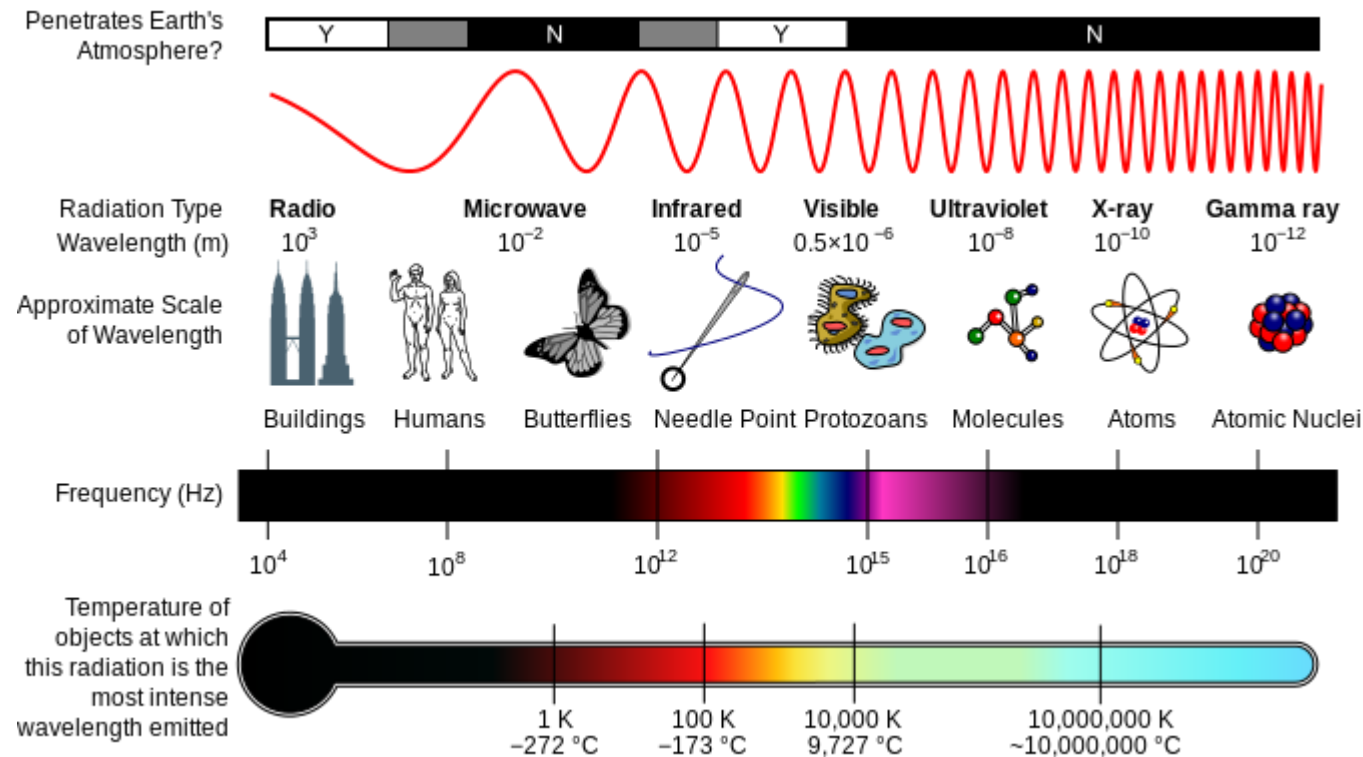 Penetrates Earth's
Atmosphere?
Y N Y N
Radiation Type
Radio Microwave Infrared Visible Ultraviolet X-ray Gamma ray
Wavelength (m)
10³ 10⁻² 10⁻⁵ 0.5×10⁻⁶ 10⁻⁸ 10⁻¹⁰ 10⁻¹²
Approximate Scale
of Wavelength
Buildings Humans Butterflies Needle Point Protozoans Molecules Atoms Atomic Nuclei
Frequency (Hz)
10⁴ 10⁸ 10¹² 10¹⁵ 10¹⁶ 10¹⁸ 10²⁰
Temperature of
objects at which
this radiation is the
most intense
wavelength emitted
1 K 100 K 10,000 K 10,000,000 K
−272 °C −173 °C 9,727 °C ~10,000,000 °C